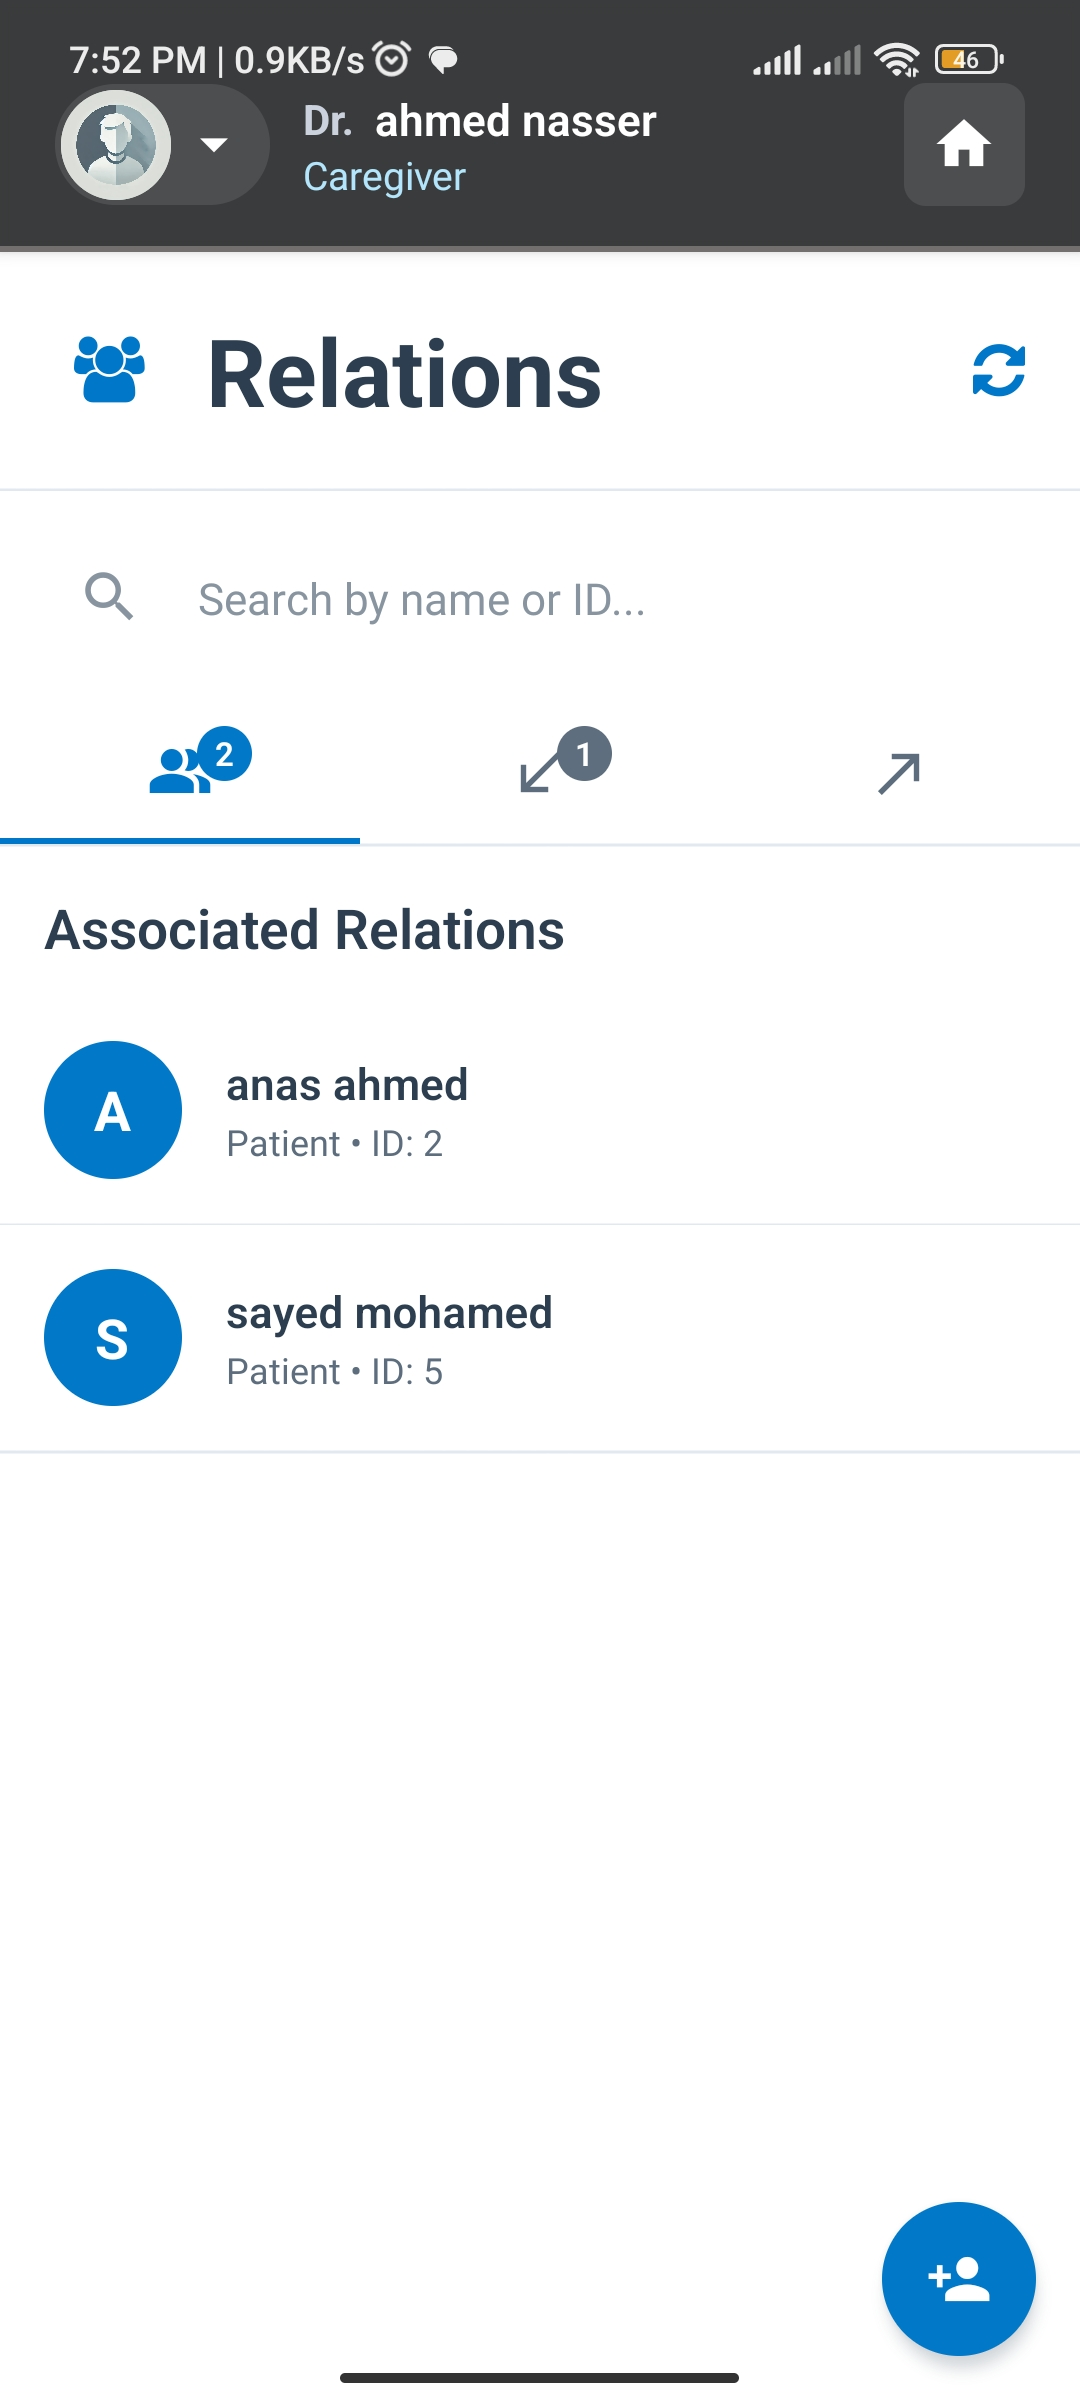 7:52 PM | 0.9KB/s
46
Dr. ahmed nasser
Caregiver
Relations
Search by name or ID...
2
1
Associated Relations
A
anas ahmed
Patient • ID: 2
S
sayed mohamed
Patient • ID: 5